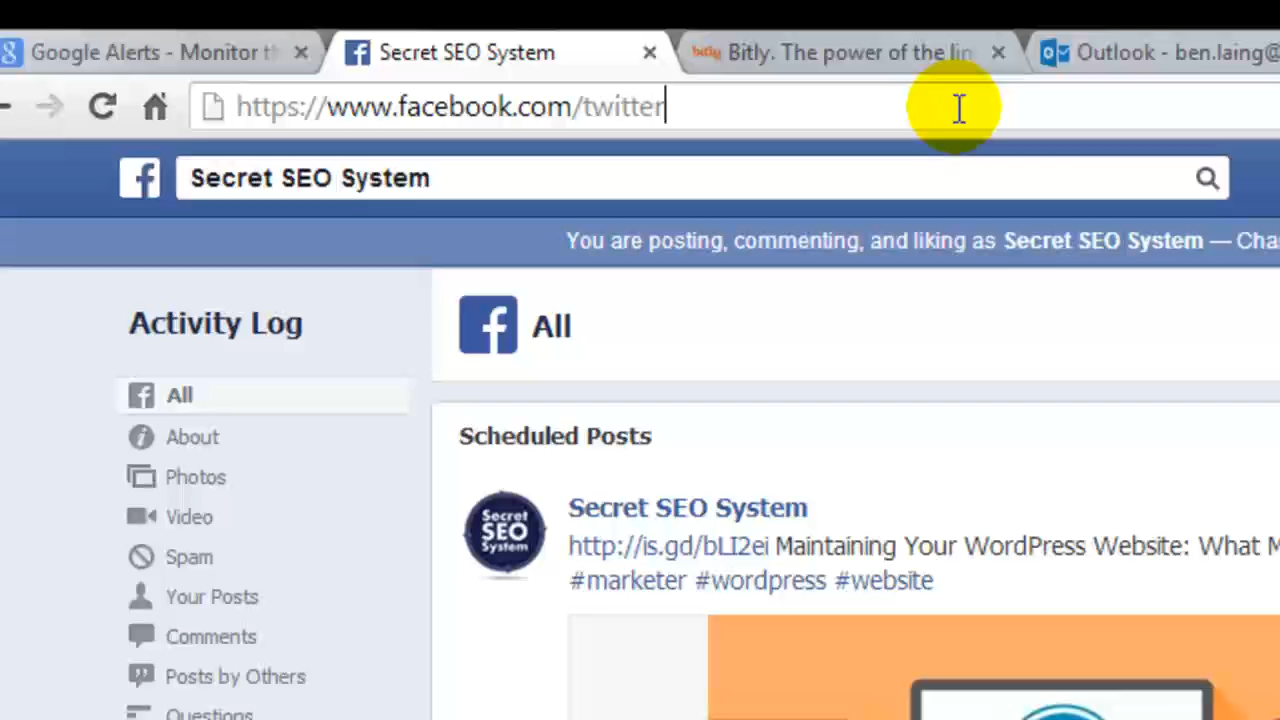 Google Alerts - Monitor th
Secret SEO System
bitly Bitly. The power of the lin
Outlook - ben.laing@
https://www.facebook.com/twitter
Secret SEO System
You are posting, commenting, and liking as Secret SEO System — Cha
Activity Log
All
All
About
Photos
Video
Spam
Your Posts
Comments
Posts by Others
Questions
Scheduled Posts
Secret SEO System
Secret
SEO
System
http://is.gd/bLI2ei Maintaining Your WordPress Website: What M
#marketer #wordpress #website